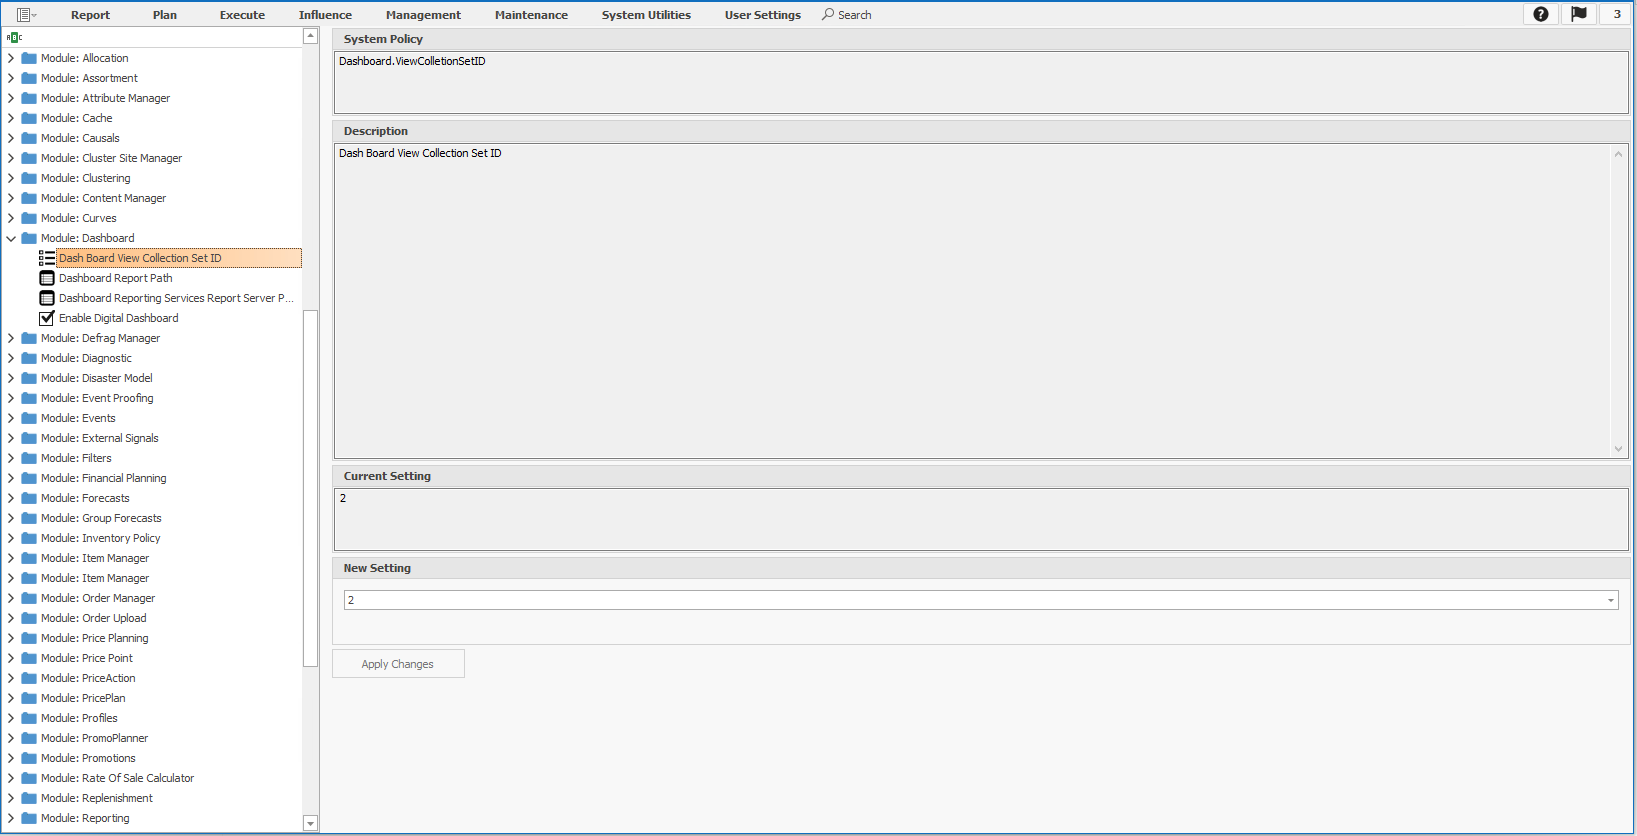 Report Plan Execute Influence Management Maintenance System Utilities User Settings Search ? 3
ABC
Module: Allocation
Module: Assortment
Module: Attribute Manager
Module: Cache
Module: Causals
Module: Cluster Site Manager
Module: Clustering
Module: Content Manager
Module: Curves
Module: Dashboard
Dash Board View Collection Set ID
Dashboard Report Path
Dashboard Reporting Services Report Server P...
Enable Digital Dashboard
Module: Defrag Manager
Module: Diagnostic
Module: Disaster Model
Module: Event Proofing
Module: Events
Module: External Signals
Module: Filters
Module: Financial Planning
Module: Forecasts
Module: Group Forecasts
Module: Inventory Policy
Module: Item Manager
Module: Item Manager
Module: Order Manager
Module: Order Upload
Module: Price Planning
Module: Price Point
Module: PriceAction
Module: PricePlan
Module: Profiles
Module: PromoPlanner
Module: Promotions
Module: Rate Of Sale Calculator
Module: Replenishment
Module: Reporting
System Policy
Dashboard.ViewColletionSetID
Description
Dash Board View Collection Set ID
Current Setting
2
New Setting
2
Apply Changes